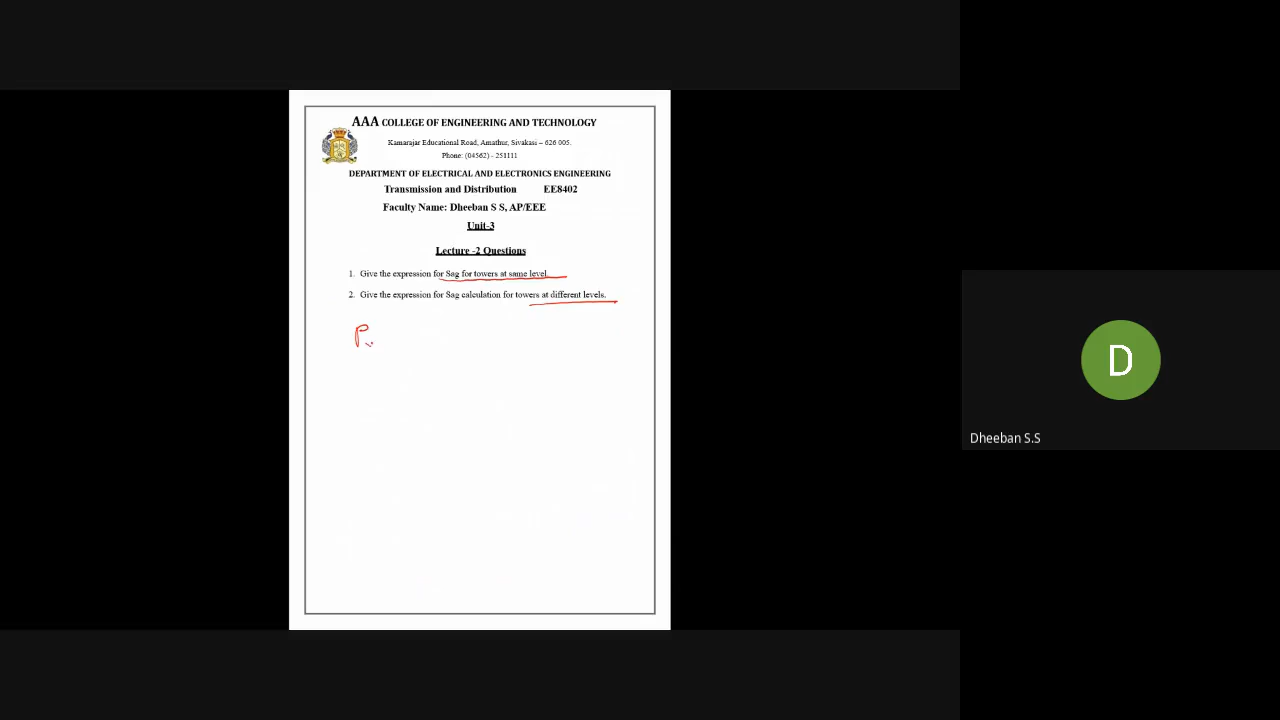 AAA COLLEGE OF ENGINEERING AND TECHNOLOGY
Kamarajar Educational Road, Amathur, Sivakasi – 626 005.
Phone: (04562) - 251111
DEPARTMENT OF ELECTRICAL AND ELECTRONICS ENGINEERING
Transmission and Distribution EE8402
Faculty Name: Dheeban S S, AP/EEE
Unit-3
Lecture -2 Questions
1. Give the expression for Sag for towers at same level.
2. Give the expression for Sag calculation for towers at different levels.
P
D
Dheeban S.S